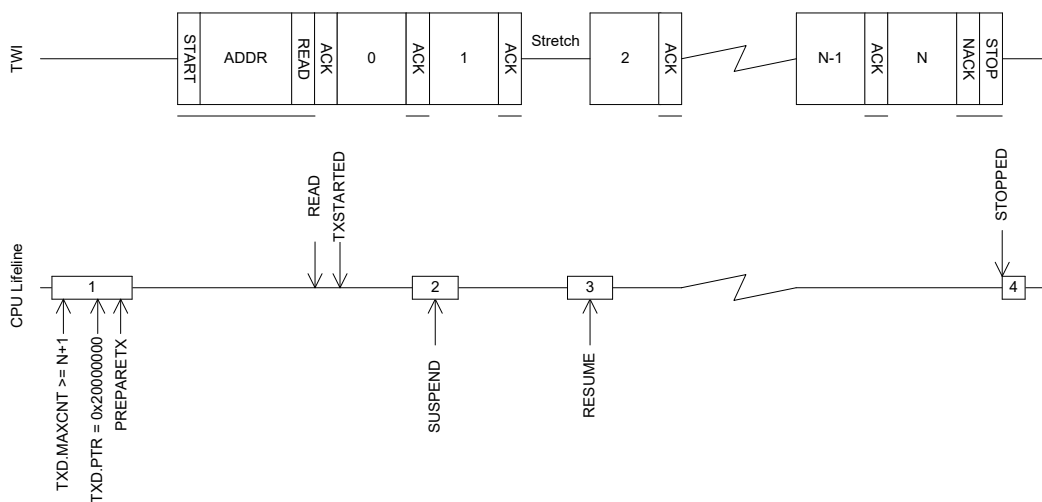 TWI
START
ADDR
READ
ACK
0
ACK
1
ACK
Stretch
2
ACK
N-1
ACK
N
NACK
STOP
CPU Lifeline
READ
TXSTARTED
STOPPED
1
2
3
4
TXD.MAXCNT >= N+1
TXD.PTR = 0x20000000
PREPARETX
SUSPEND
RESUME